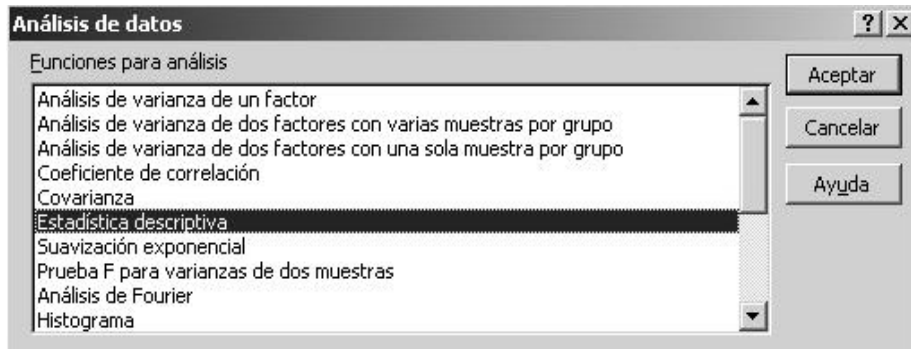 Análisis de datos
Funciones para análisis
Análisis de varianza de un factor
Análisis de varianza de dos factores con varias muestras por grupo
Análisis de varianza de dos factores con una sola muestra por grupo
Coeficiente de correlación
Covarianza
Estadística descriptiva
Suavización exponencial
Prueba F para varianzas de dos muestras
Análisis de Fourier
Histograma
Aceptar
Cancelar
Ayuda